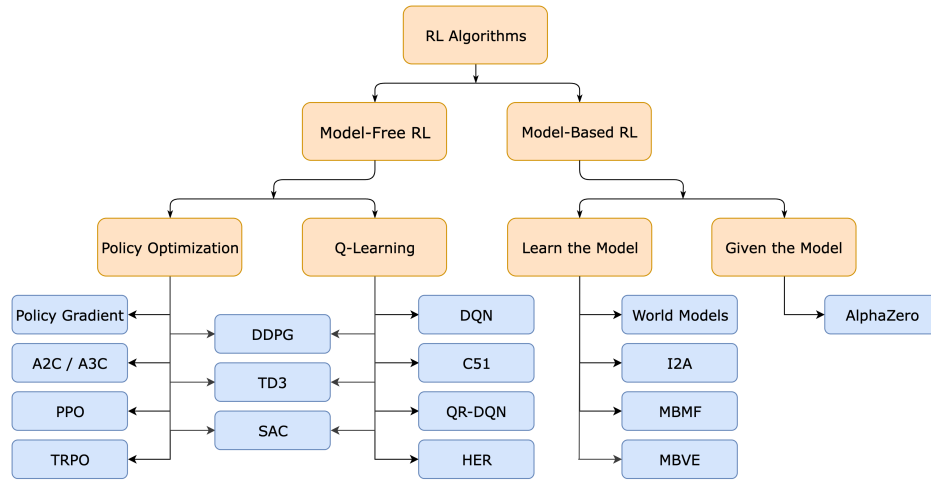 RL Algorithms
Model-Free RL
Model-Based RL
Policy Optimization
Q-Learning
Learn the Model
Given the Model
Policy Gradient
DDPG
DQN
World Models
AlphaZero
A2C / A3C
TD3
C51
I2A
PPO
SAC
QR-DQN
MBMF
TRPO
HER
MBVE